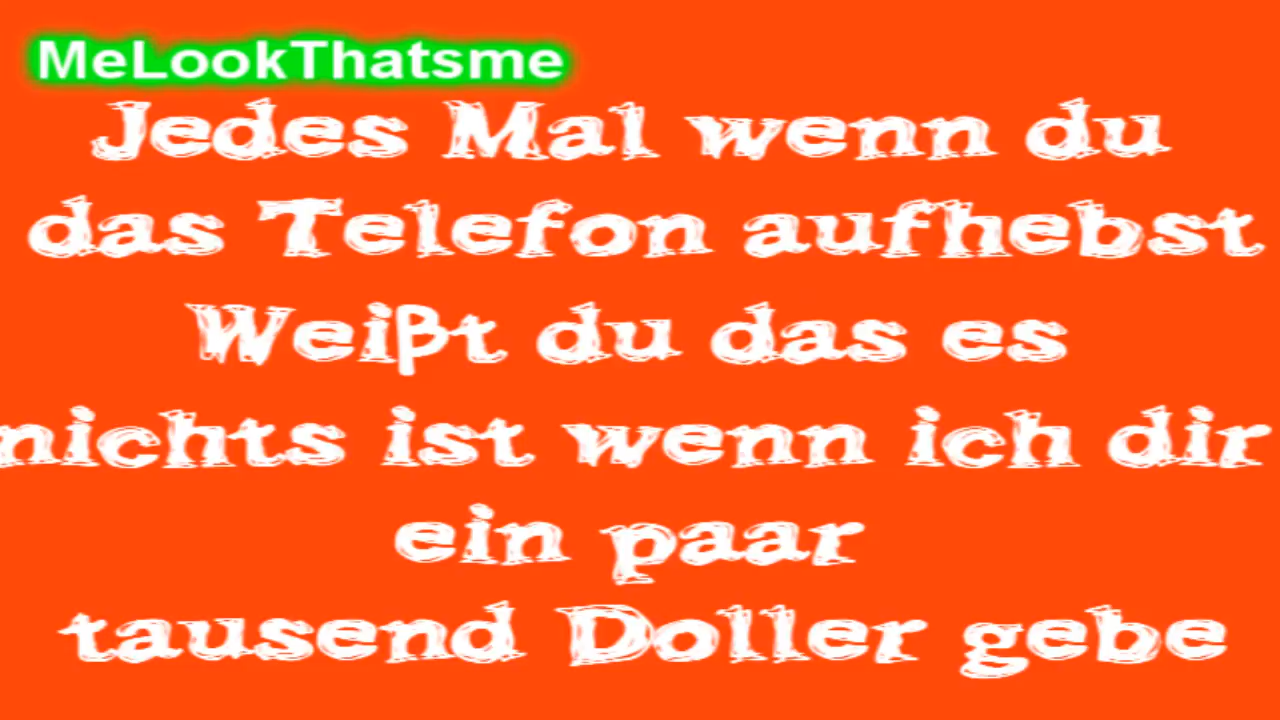 MeLookThatsme
Jedes Mal wenn du
das Telefon aufhebst
Weißt du das es
nichts ist wenn ich dir
ein paar
tausend Doller gebe